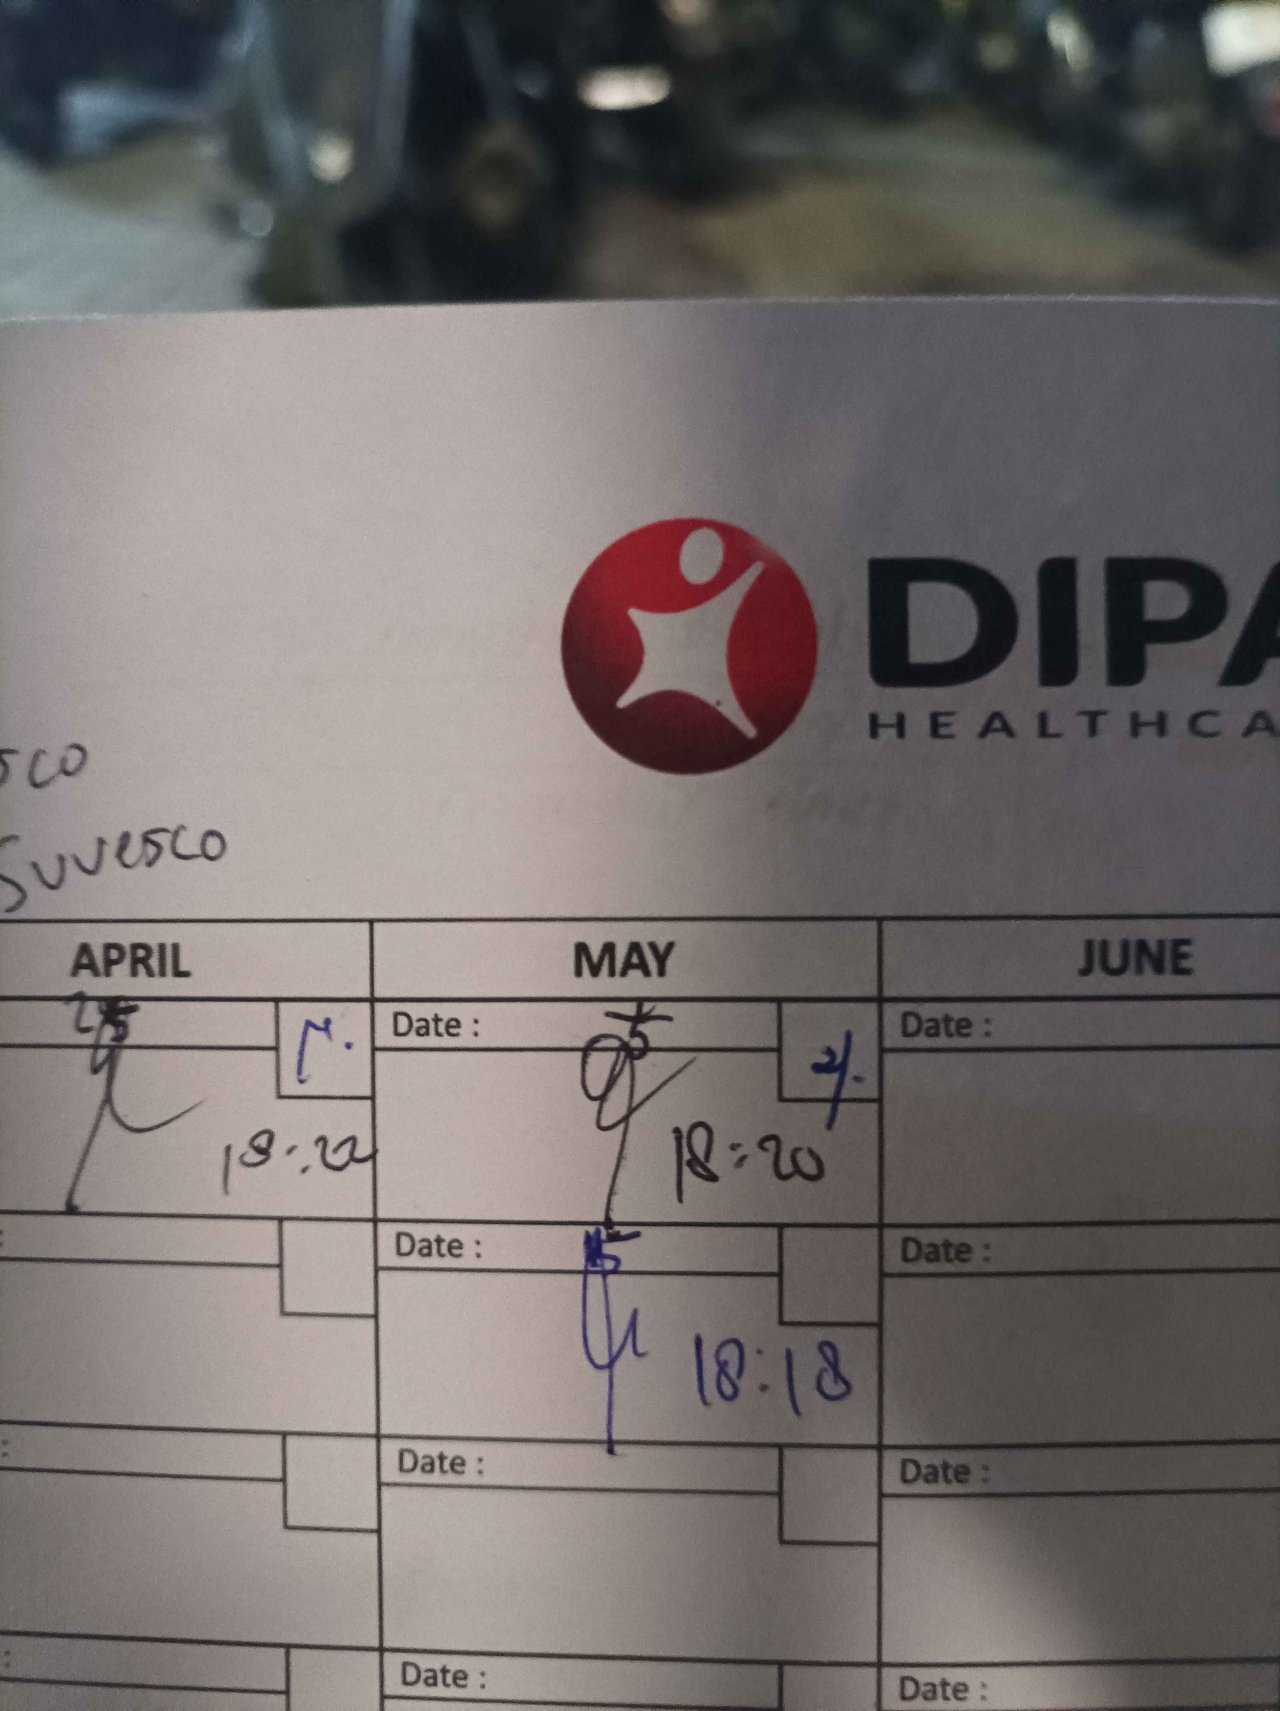 DIPA
HEALTHCA
sco
Suvesco
APRIL MAY JUNE
Date : Date :
18:22 18:20
Date : Date :
18:18
Date : Date :
Date : Date :